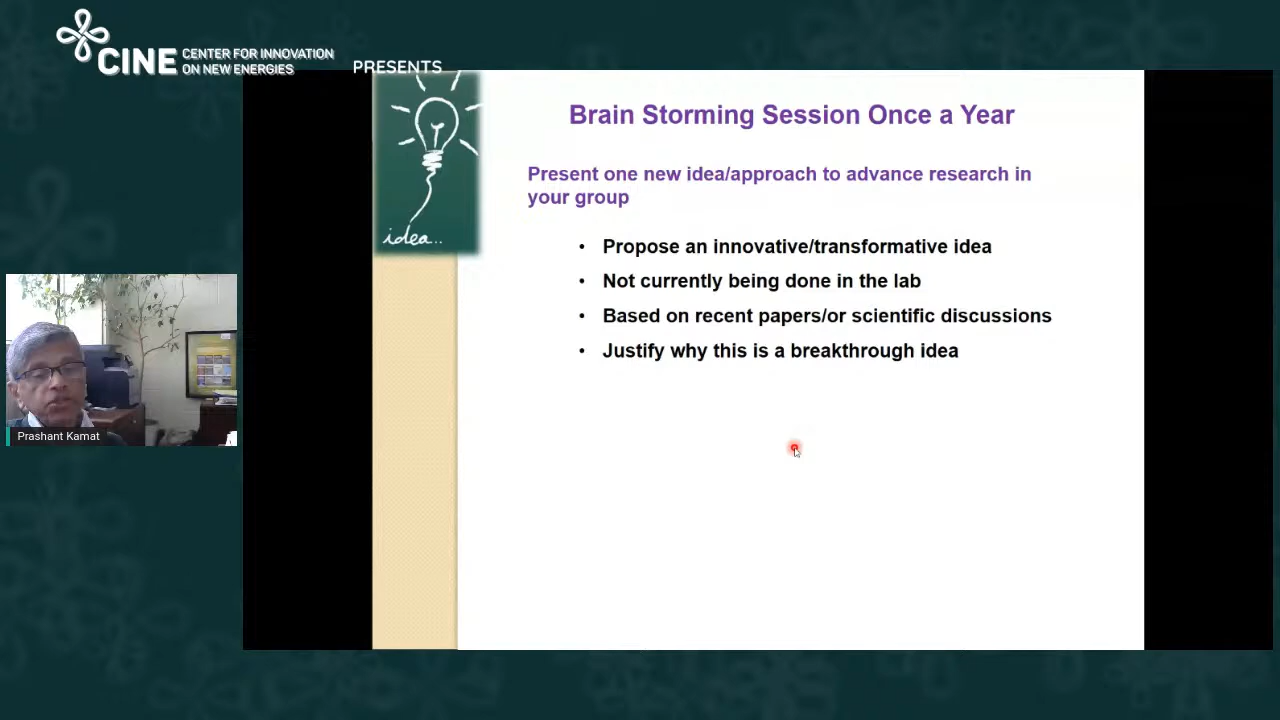 CINE CENTER FOR INNOVATION
ON NEW ENERGIES
PRESENTS
idea...
Brain Storming Session Once a Year
Present one new idea/approach to advance research in
your group
• Propose an innovative/transformative idea
• Not currently being done in the lab
• Based on recent papers/or scientific discussions
• Justify why this is a breakthrough idea
Prashant Kamat